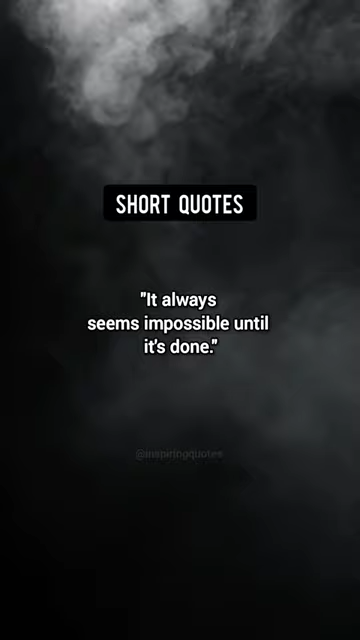 SHORT QUOTES
"It always
seems impossible until
it's done."
@inspiringquotes